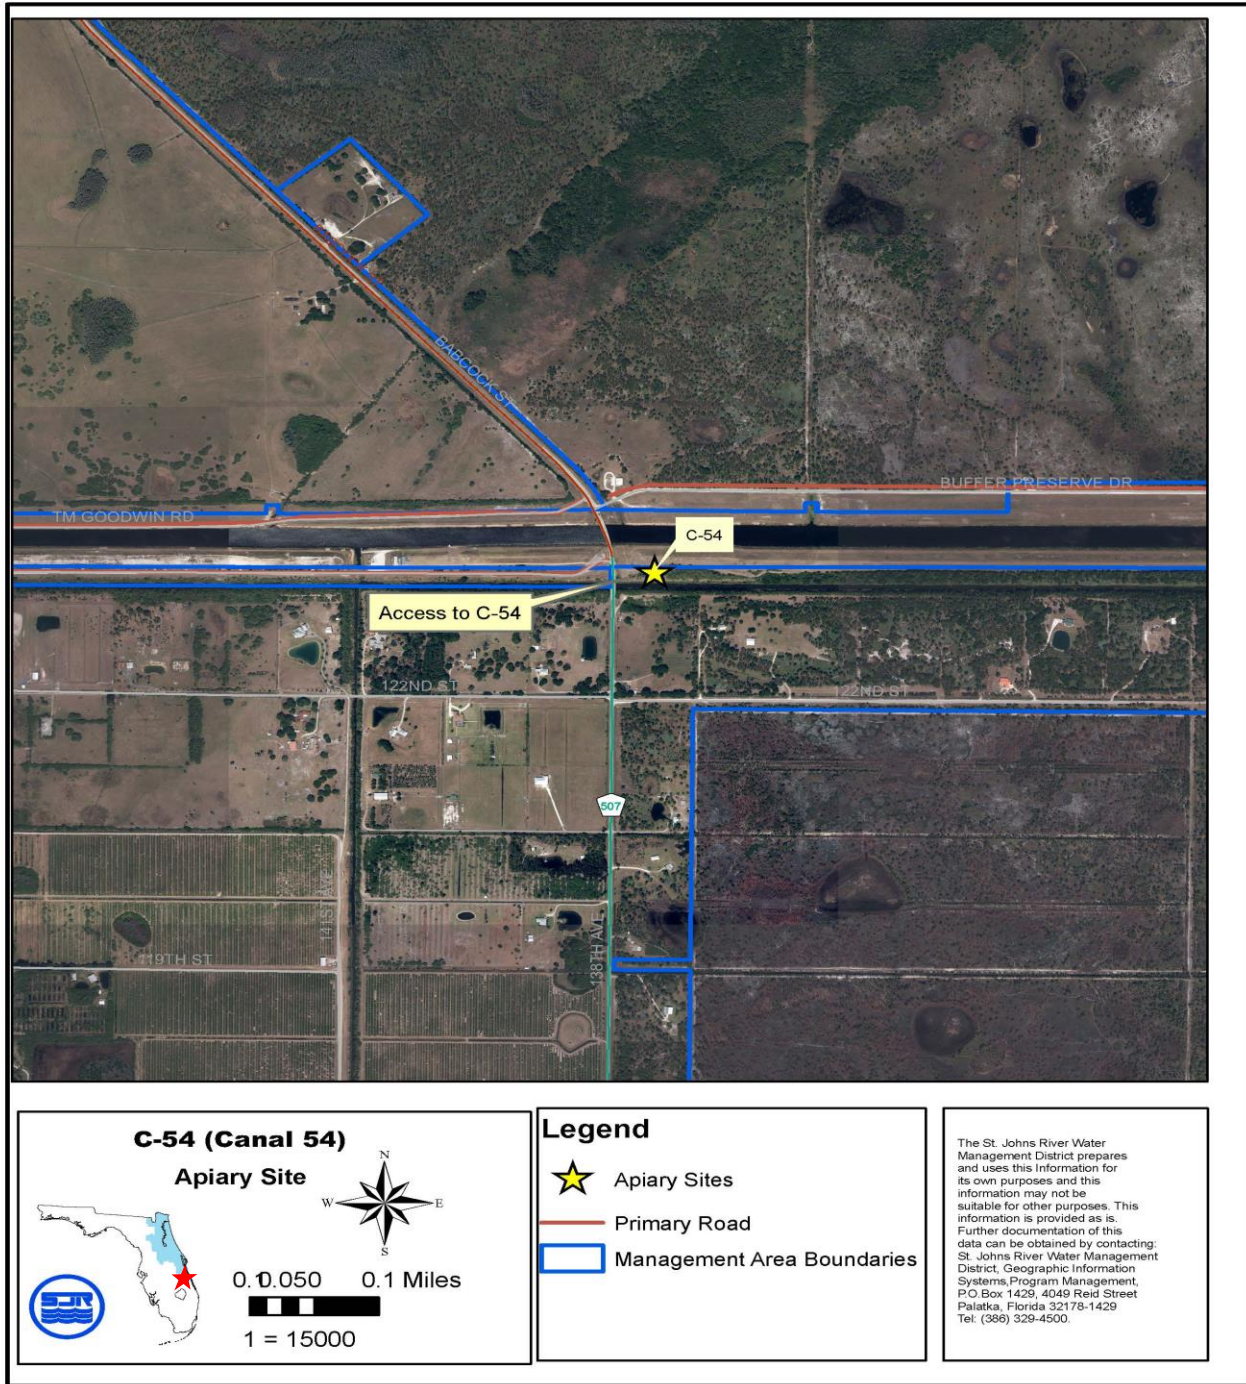 BABCOCK ST
BUFFER PRESERVE DR
TM GOODWIN RD
C-54
Access to C-54
122ND ST
122ND ST
507
141ST AVE
138TH AV
119TH ST
C-54 (Canal 54)
Apiary Site
N
W E
S
SJR
0.10.050 0.1 Miles
1 = 15000
Legend
Apiary Sites
Primary Road
Management Area Boundaries
The St. Johns River Water
Management District prepares
and uses this Information for
its own purposes and this
information may not be
suitable for other purposes. This
information is provided as is.
Further documentation of this
data can be obtained by contacting:
St. Johns River Water Management
District, Geographic Information
Systems,Program Management,
P.O.Box 1429, 4049 Reid Street
Palatka, Florida 32178-1429
Tel: (386) 329-4500.